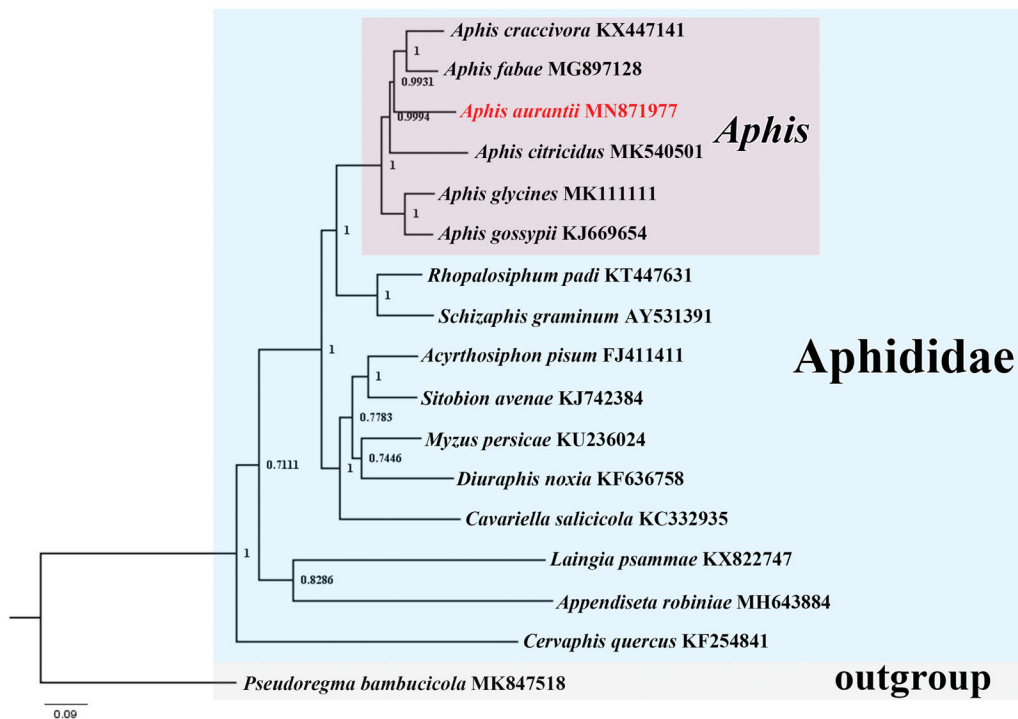 Aphis craccivora KX447141
1
Aphis fabae MG897128
0.9931
Aphis aurantii MN871977
0.9994
Aphis
Aphis citricidus MK540501
1
Aphis glycines MK111111
1
Aphis gossypii KJ669654
1
Rhopalosiphum padi KT447631
1
Schizaphis graminum AY531391
1
Acyrthosiphon pisum FJ411411
Aphididae
1
Sitobion avenae KJ742384
0.7783
Myzus persicae KU236024
0.7446
1
Diuraphis noxia KF636758
0.7111
Cavariella salicicola KC332935
1
Laingia psammae KX822747
0.8286
Appendiseta robiniae MH643884
Cervaphis quercus KF254841
Pseudoregma bambucicola MK847518
outgroup
0.09